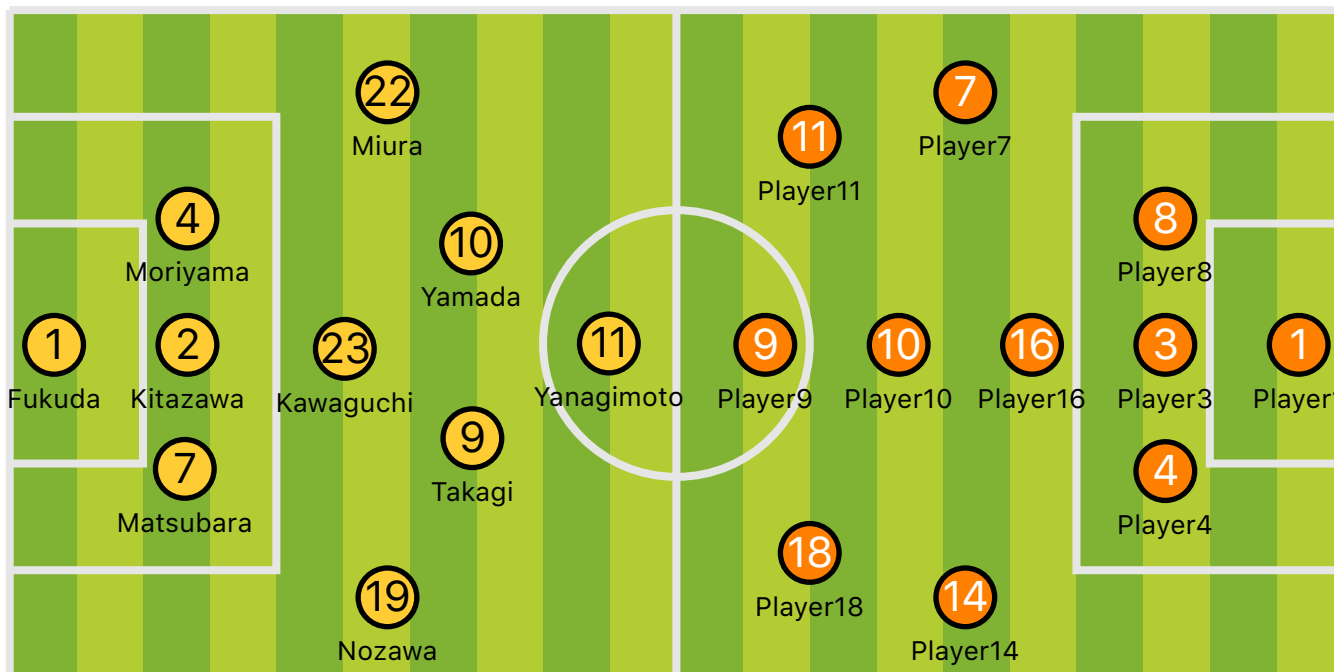 22
Miura
7
Player7
11
Player11
4
Moriyama
8
Player8
10
Yamada
1
Fukuda
2
Kitazawa
23
Kawaguchi
11
Yanagimoto
9
Player9
10
Player10
16
Player16
3
Player3
1
Player1
9
Takagi
7
Matsubara
4
Player4
18
Player18
19
Nozawa
14
Player14